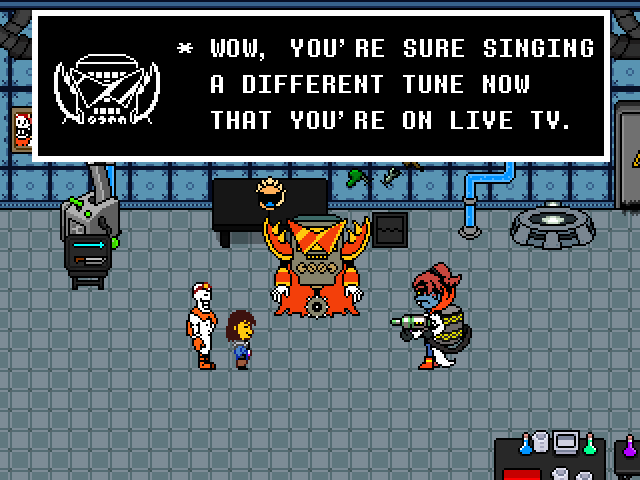 * WOW, YOU'RE SURE SINGING
A DIFFERENT TUNE NOW
THAT YOU'RE ON LIVE TV.